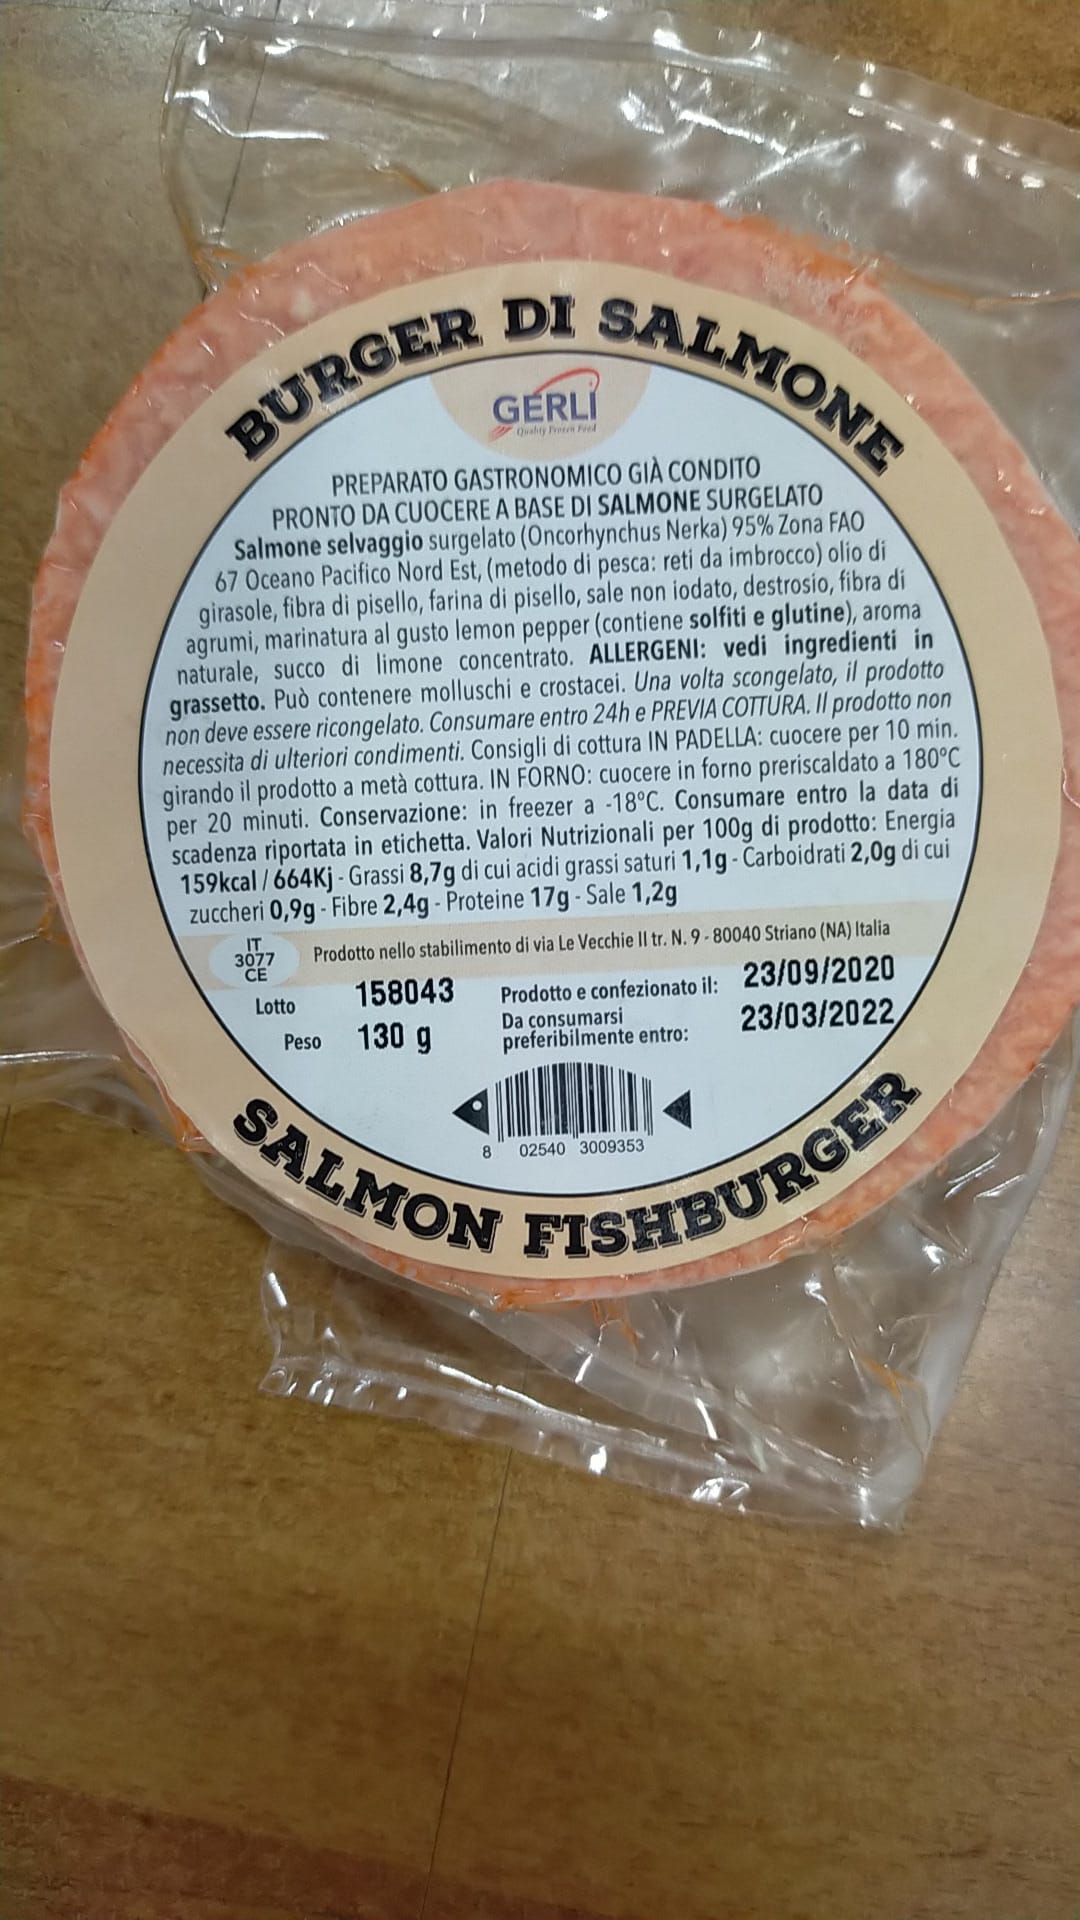 BURGER DI SALMONE
GERLI
Quality Frozen Food
PREPARATO GASTRONOMICO GIÀ CONDITO
PRONTO DA CUOCERE A BASE DI SALMONE SURGELATO
Salmone selvaggio surgelato (Oncorhynchus Nerka) 95% Zona FAO
67 Oceano Pacifico Nord Est, (metodo di pesca: reti da imbrocco) olio di
girasole, fibra di pisello, farina di pisello, sale non iodato, destrosio, fibra di
agrumi, marinatura al gusto lemon pepper (contiene solfiti e glutine), aroma
naturale, succo di limone concentrato. ALLERGENI: vedi ingredienti in
grassetto. Può contenere molluschi e crostacei. Una volta scongelato, il prodotto
non deve essere ricongelato. Consumare entro 24h e PREVIA COTTURA. Il prodotto non
necessita di ulteriori condimenti. Consigli di cottura IN PADELLA: cuocere per 10 min.
girando il prodotto a metà cottura. IN FORNO: cuocere in forno preriscaldato a 180°C
per 20 minuti. Conservazione: in freezer a -18°C. Consumare entro la data di
scadenza riportata in etichetta. Valori Nutrizionali per 100g di prodotto: Energia
159kcal / 664Kj - Grassi 8,7g di cui acidi grassi saturi 1,1g - Carboidrati 2,0g di cui
zuccheri 0,9g - Fibre 2,4g - Proteine 17g - Sale 1,2g
IT
3077
CE
Prodotto nello stabilimento di via Le Vecchie II tr. N. 9 - 80040 Striano (NA) Italia
Lotto 158043 Prodotto e confezionato il: 23/09/2020
Peso 130 g Da consumarsi
preferibilmente entro: 23/03/2022
8 02540 3009353
SALMON FISHBURGER